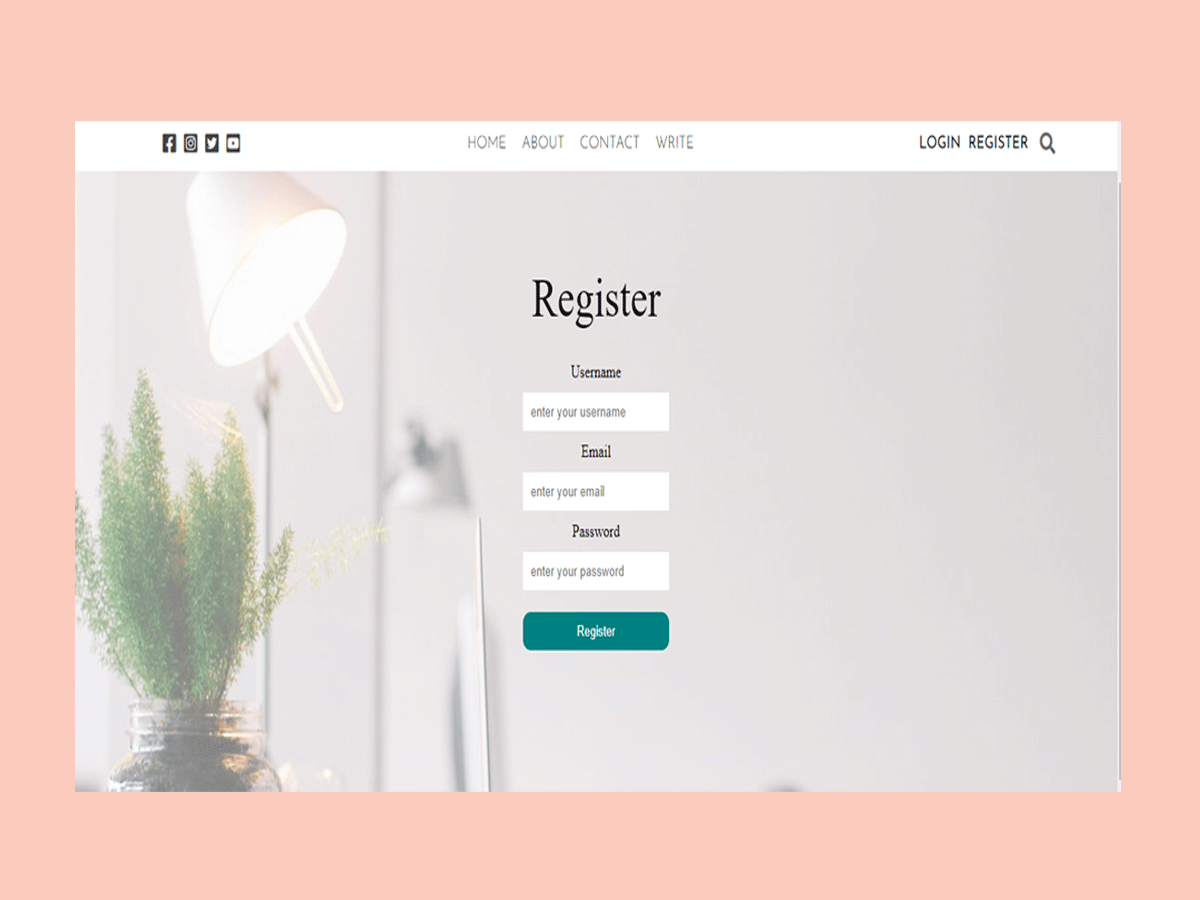 HOME ABOUT CONTACT WRITE LOGIN REGISTER
Register
Username
enter your username
Email
enter your email
Password
enter your password
Register